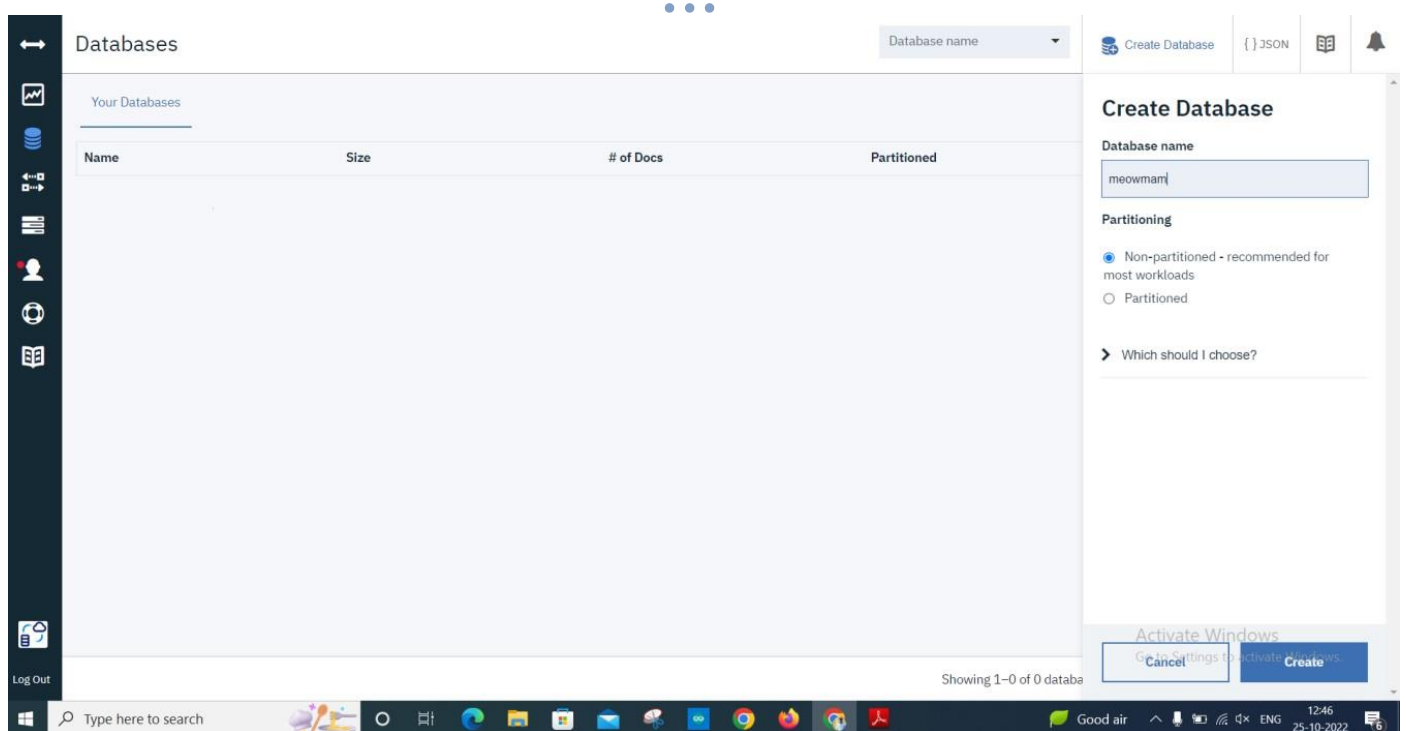 Databases
Database name
Create Database
{ } JSON
Your Databases
Name Size # of Docs Partitioned
Create Database
Database name
meowmam
Partitioning
Non-partitioned - recommended for
most workloads
Partitioned
Which should I choose?
Activate Windows
Go to Settings to activate Windows.
Cancel
Create
Showing 1–0 of 0 databa
Log Out
Type here to search
Good air
ENG
12:46
25-10-2022
6